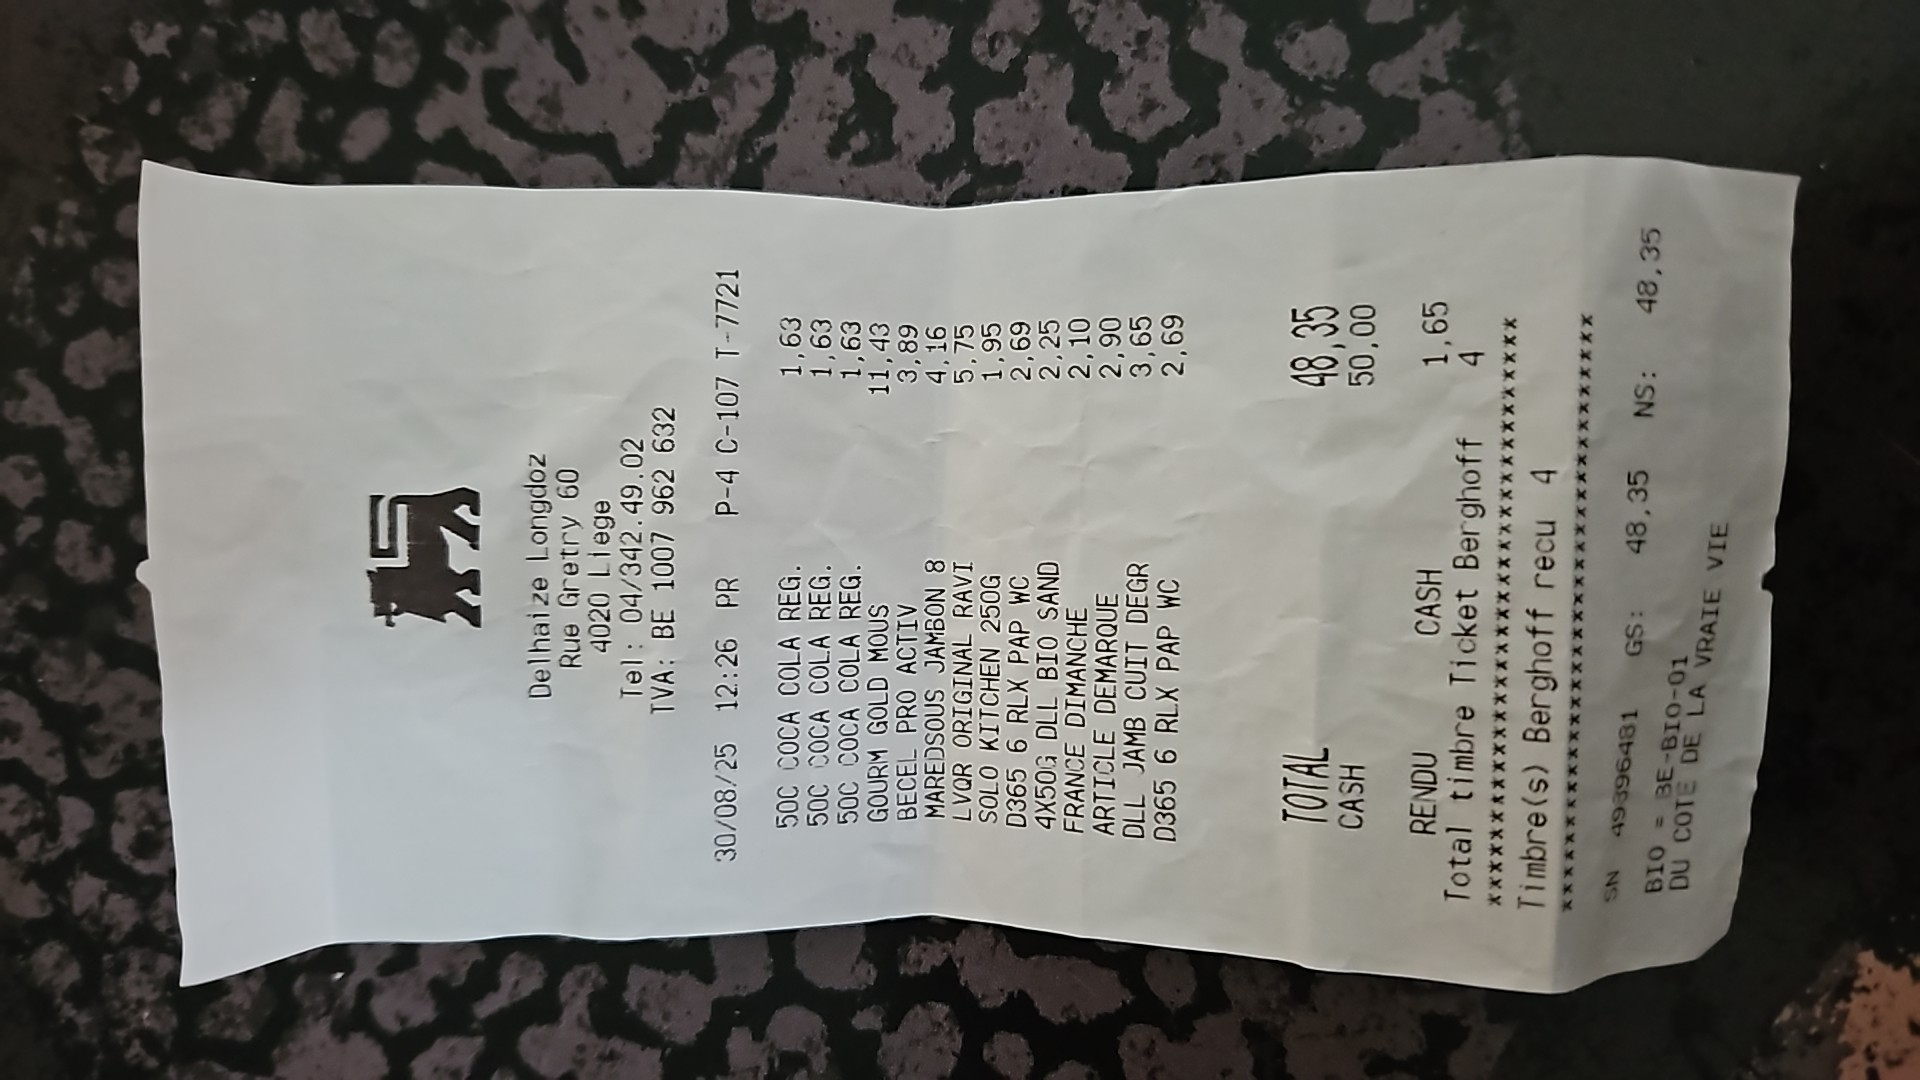 Delhaize Longdoz
Rue Gretry 60
4020 Liege
Tel: 04/342.49.02
TVA: BE 1007 962 632
30/08/25 12:26 PR P-4 C-107 T-7721
50C COCA COLA REG. 1,63
50C COCA COLA REG. 1,63
50C COCA COLA REG. 1,63
GOURM GOLD MOUS 11,43
BECEL PRO ACTIV 3,89
MAREDSOUS JAMBON 8 4,16
LVQR ORIGINAL RAVI 5,75
SOLO KITCHEN 250G 1,95
D365 6 RLX PAP WC 2,69
4X50G DLL BIO SAND 2,25
FRANCE DIMANCHE 2,10
ARTICLE DEMARQUE 2,90
DLL JAMB CUIT DEGR 3,65
D365 6 RLX PAP WC 2,69
TOTAL 48,35
CASH 50,00
RENDU CASH 1,65
Total timbre Ticket Berghoff 4
xxxxxxxxxxxxxxxxxxxxxxxxxxxxxxxxxxxxxx
Timbre(s) Berghoff recu 4
xxxxxxxxxxxxxxxxxxxxxxxxxxxxxxxxxxxxxx
SN 49396481 GS: 48,35 NS: 48,35
BIO = BE-BIO-01
DU COTE DE LA VRAIE VIE